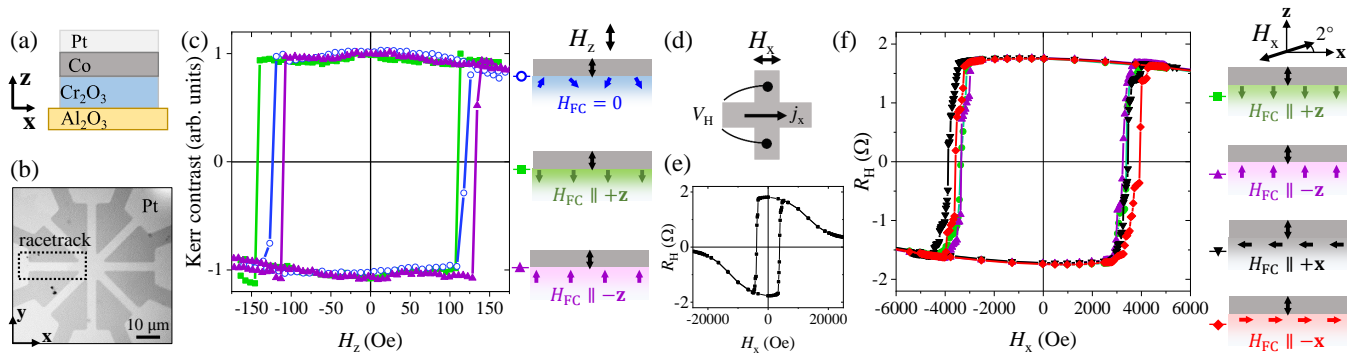 (a)
Pt
Co
Cr₂O₃
Al₂O₃
z
x
(b)
Pt
racetrack
y
x
10 μm
(c)
Kerr contrast (arb. units)
1
0
-1
-150 -100 -50 0 50 100 150
Hz (Oe)
Hz
HFC = 0
HFC ∥ +z
HFC ∥ −z
(d)
Hx
VH
jx
(e)
RH (Ω)
2
0
-2
-20000 0 20000
Hx (Oe)
(f)
RH (Ω)
2
1
0
-1
-2
-6000 -4000 -2000 0 2000 4000 6000
Hx (Oe)
z
Hx
2°
x
HFC ∥ +z
HFC ∥ −z
HFC ∥ +x
HFC ∥ −x